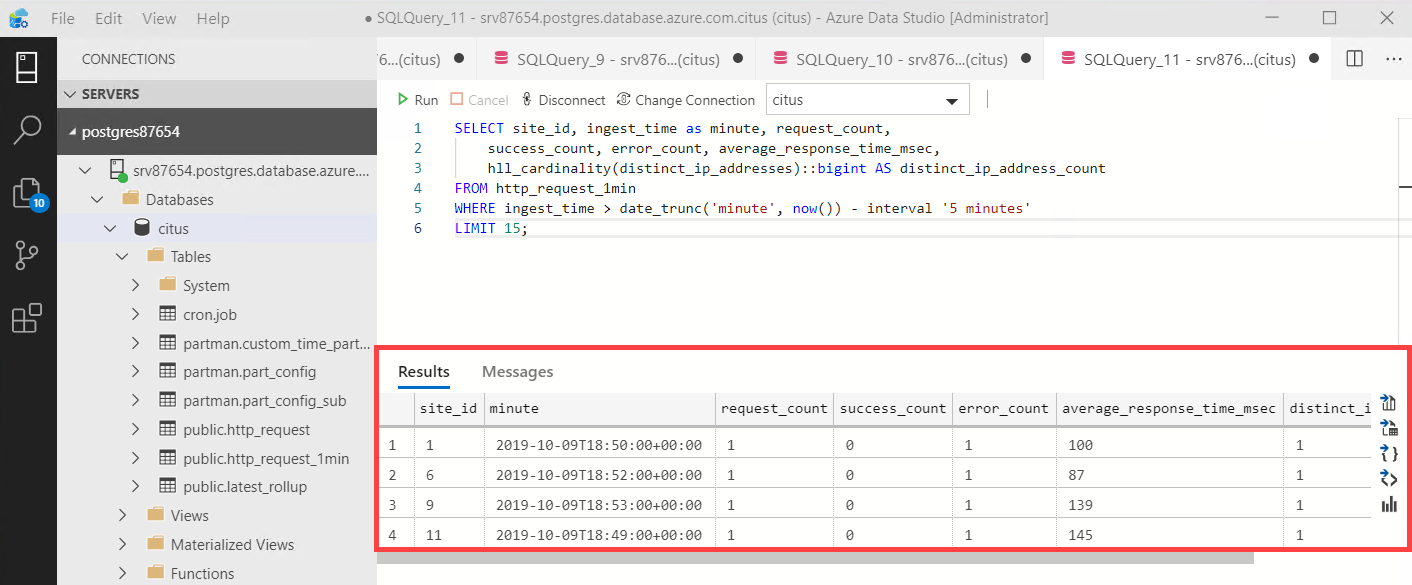 File Edit View Help ● SQLQuery_11 - srv87654.postgres.database.azure.com.citus (citus) - Azure Data Studio [Administrator]
CONNECTIONS
6...(citus) ● SQLQuery_9 - srv876...(citus) ● SQLQuery_10 - srv876...(citus) ● SQLQuery_11 - srv876...(citus) ●
SERVERS
postgres87654
srv87654.postgres.database.azure....
Databases
citus
Tables
System
cron.job
partman.custom_time_part...
partman.part_config
partman.part_config_sub
public.http_request
public.http_request_1min
public.latest_rollup
Views
Materialized Views
Functions
10
Run Cancel Disconnect Change Connection citus
1 SELECT site_id, ingest_time as minute, request_count,
2 success_count, error_count, average_response_time_msec,
3 hll_cardinality(distinct_ip_addresses)::bigint AS distinct_ip_address_count
4 FROM http_request_1min
5 WHERE ingest_time > date_trunc('minute', now()) - interval '5 minutes'
6 LIMIT 15;
Results Messages
site_id minute request_count success_count error_count average_response_time_msec distinct_i
1 1 2019-10-09T18:50:00+00:00 1 0 1 100 1
2 6 2019-10-09T18:52:00+00:00 1 0 1 87 1
3 9 2019-10-09T18:53:00+00:00 1 0 1 139 1
4 11 2019-10-09T18:49:00+00:00 1 0 1 145 1